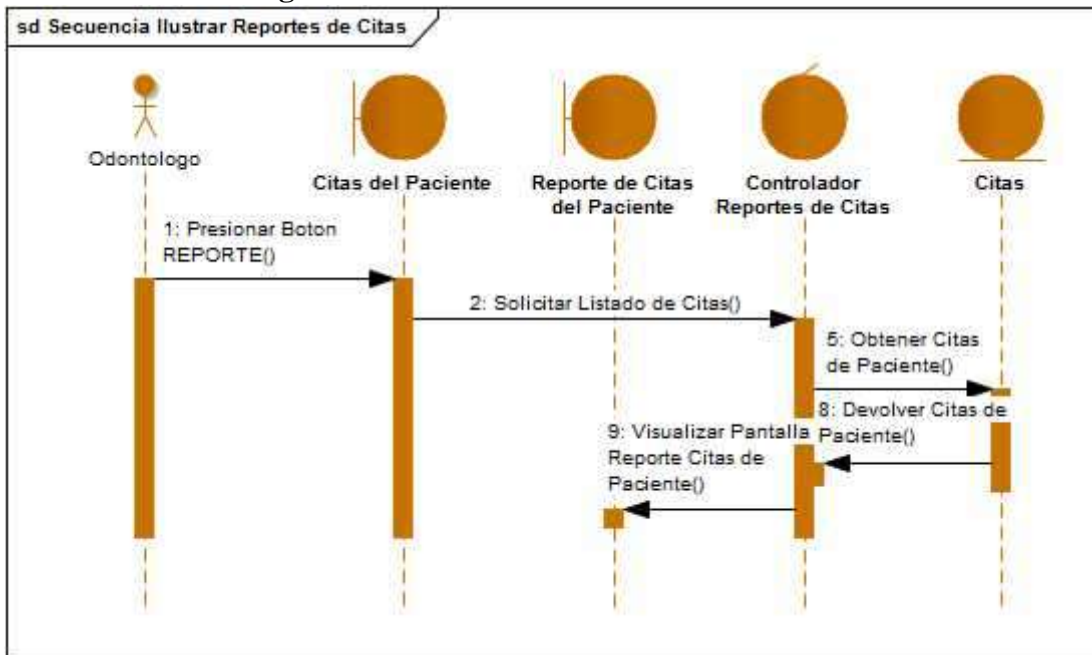 sd Secuencia Ilustrar Reportes de Citas
Odontologo
Citas del Paciente
Reporte de Citas
del Paciente
Controlador
Reportes de Citas
Citas
1: Presionar Boton
REPORTE()
2: Solicitar Listado de Citas()
5: Obtener Citas
de Paciente()
8: Devolver Citas de
Paciente()
9: Visualizar Pantalla
Reporte Citas de
Paciente()